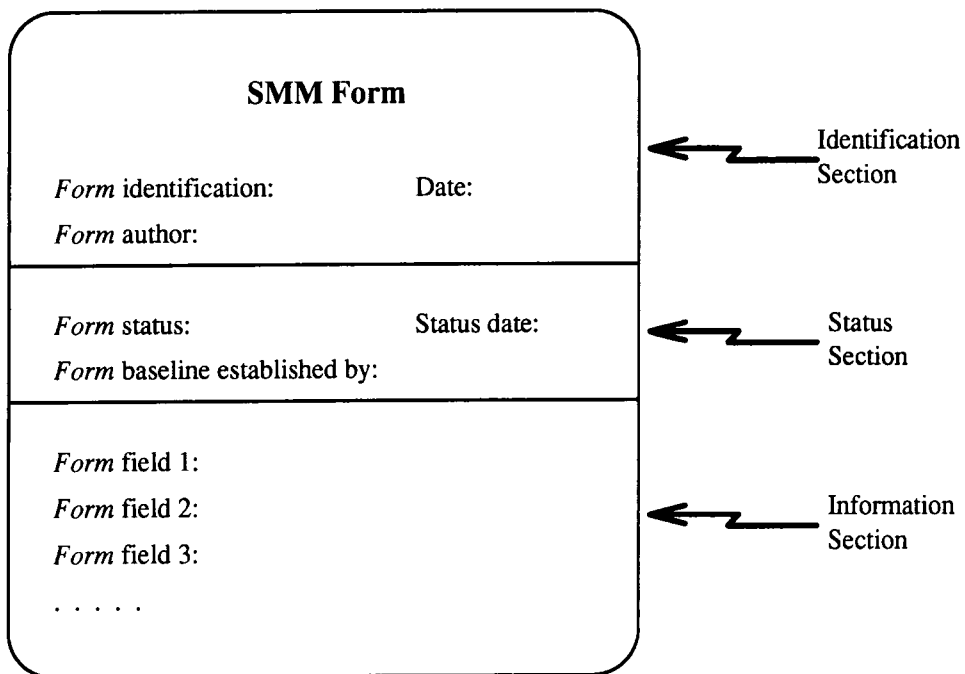 SMM Form
Identification
Section
Form identification: Date:
Form author:
Form status: Status date:
Status
Section
Form baseline established by:
Form field 1:
Form field 2:
Information
Section
Form field 3:
. . . . .